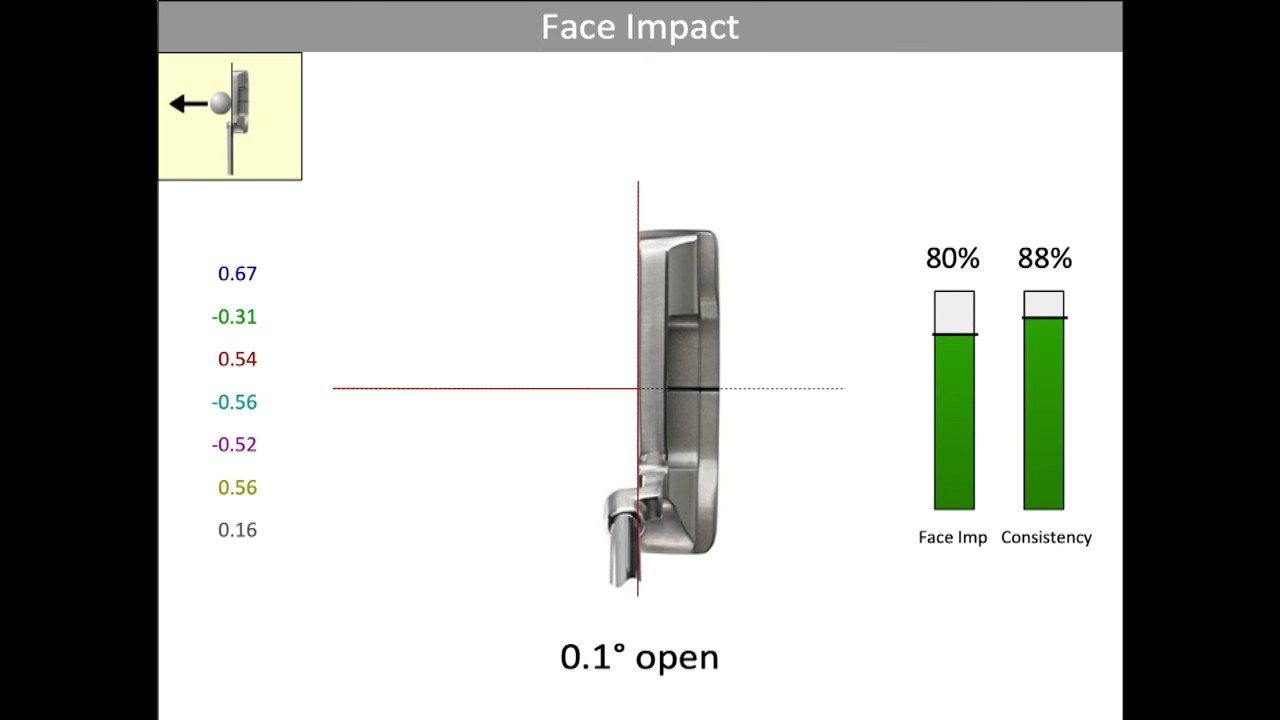 Face Impact
80% 88%
0.67
-0.31
0.54
-0.56
-0.52
0.56
0.16
Face Imp Consistency
0.1° open